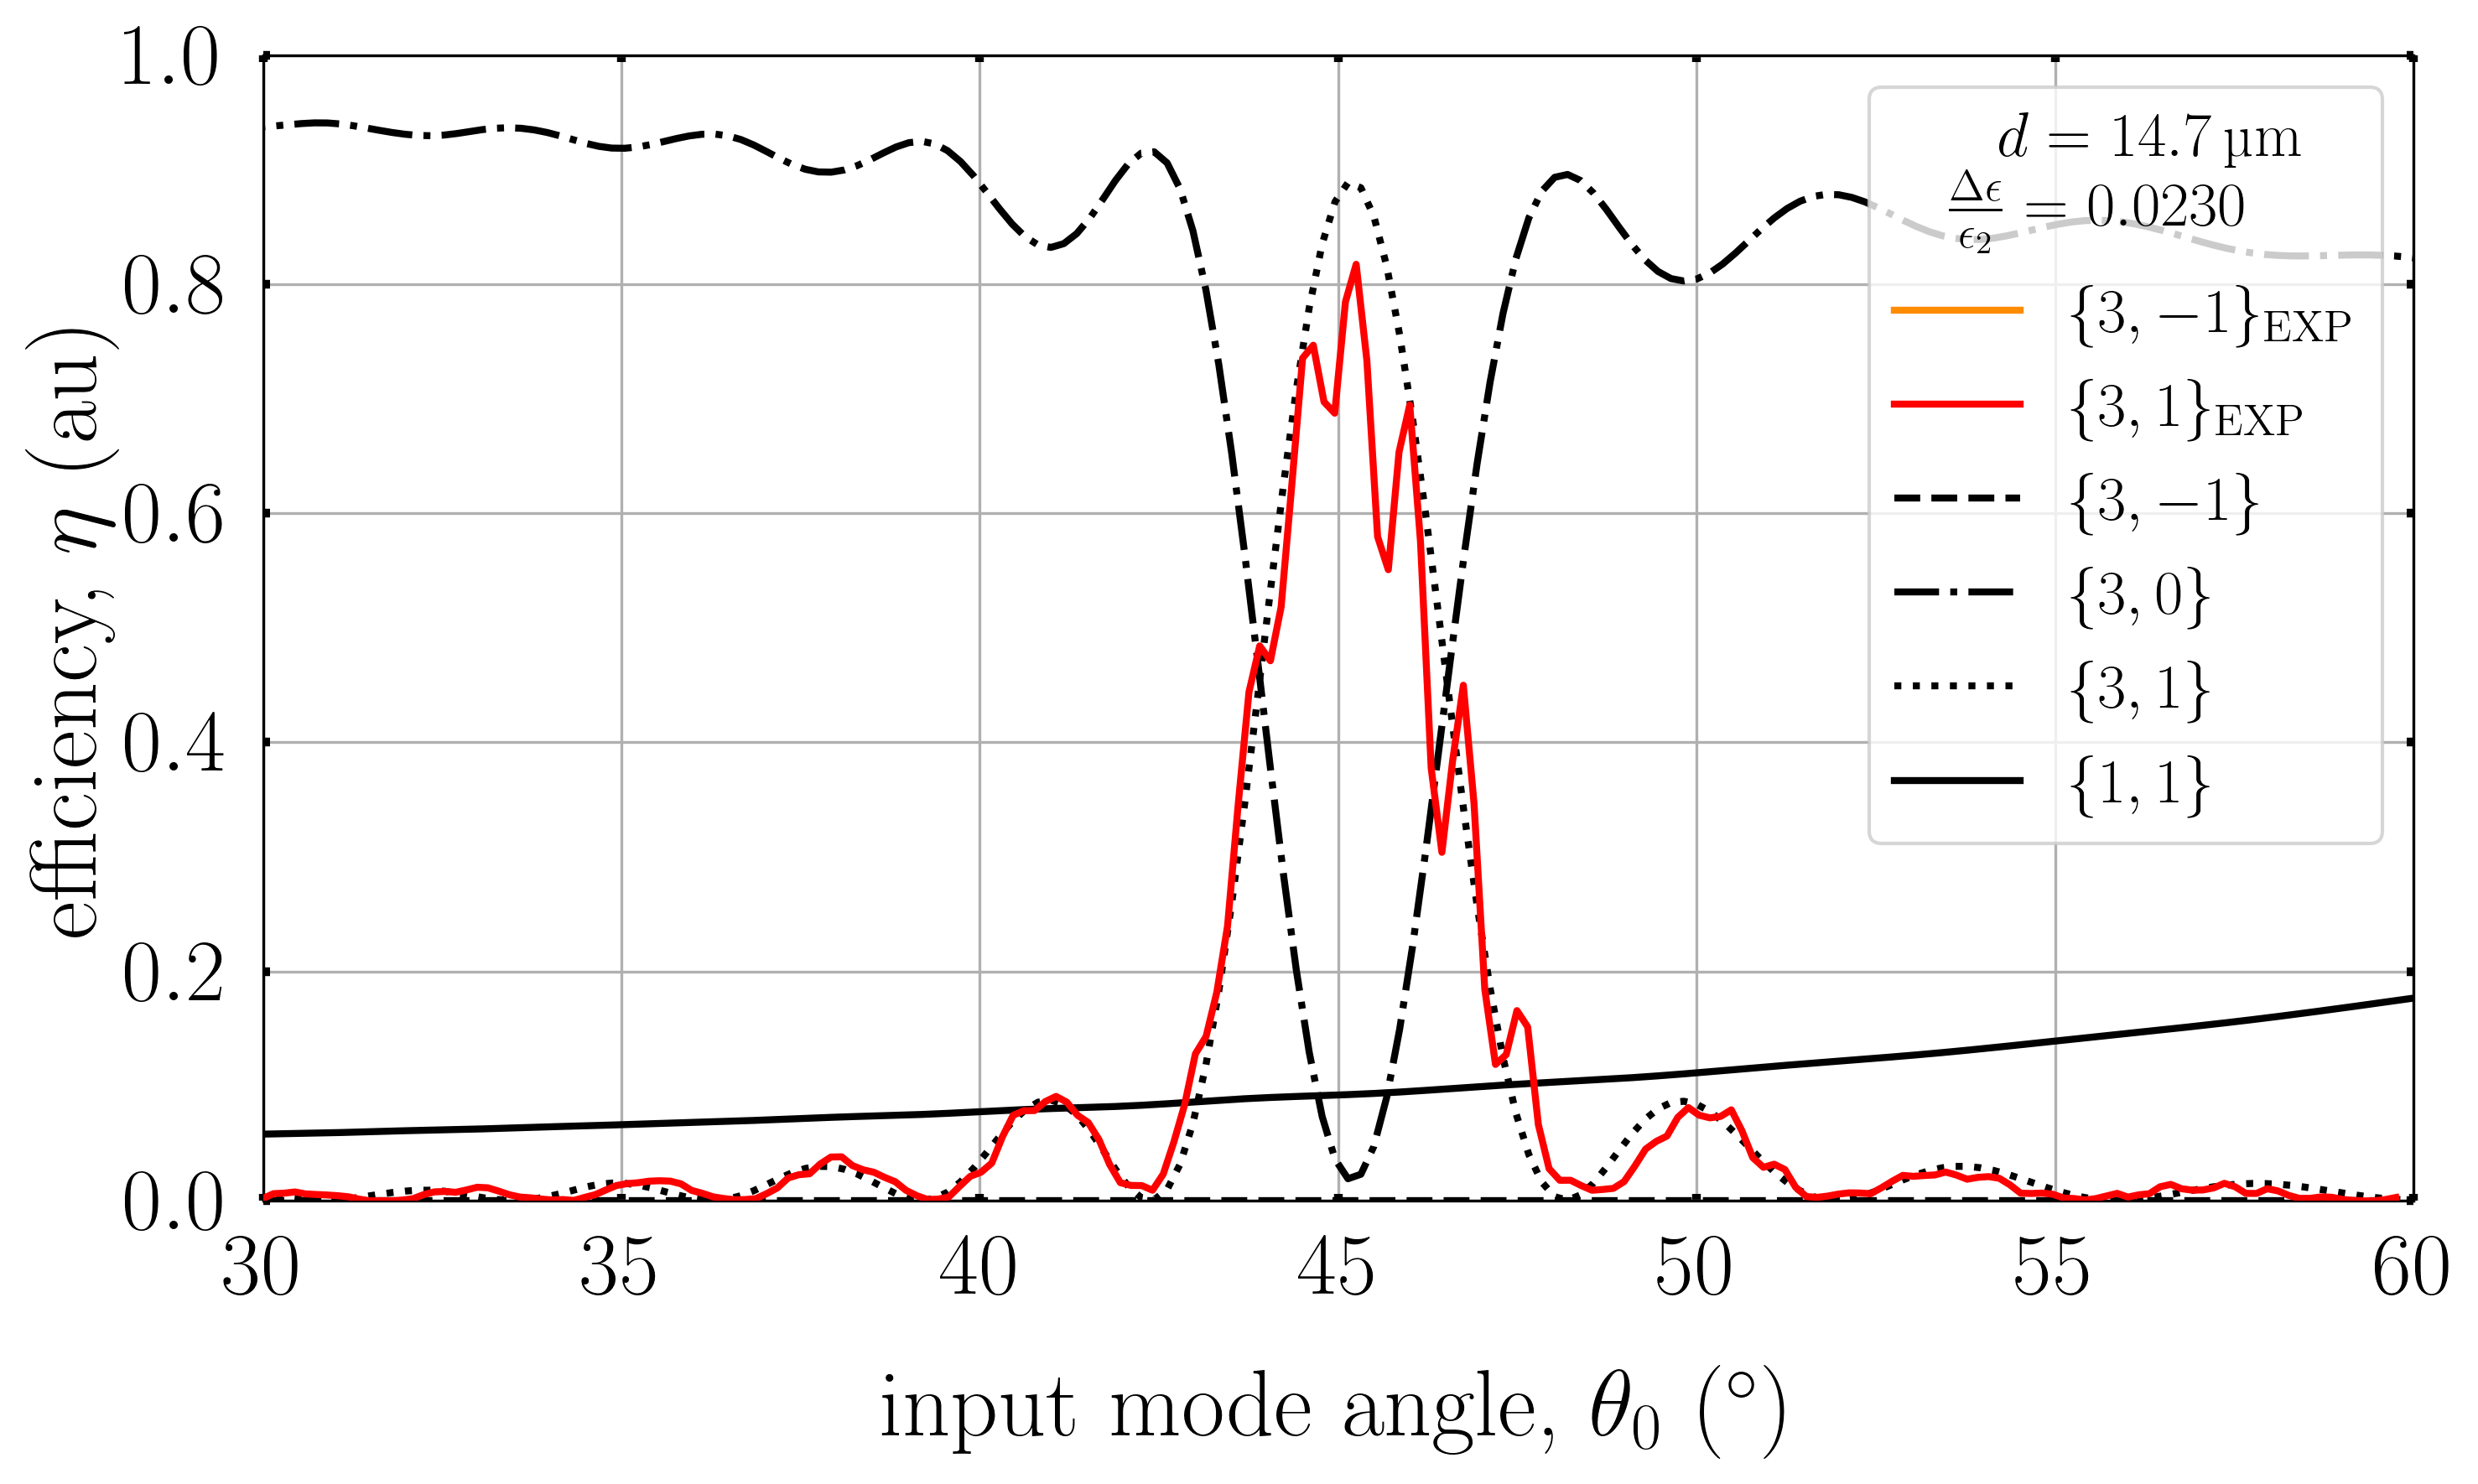 efficiency, η (au)
1.0
0.8
0.6
0.4
0.2
0.0
30 35 40 45 50 55 60
input mode angle, θ₀ (°)
d = 14.7 µm
Δϵ/ϵ₂ = 0.0230
{3, −1}EXP
{3, 1}EXP
{3, −1}
{3, 0}
{3, 1}
{1, 1}